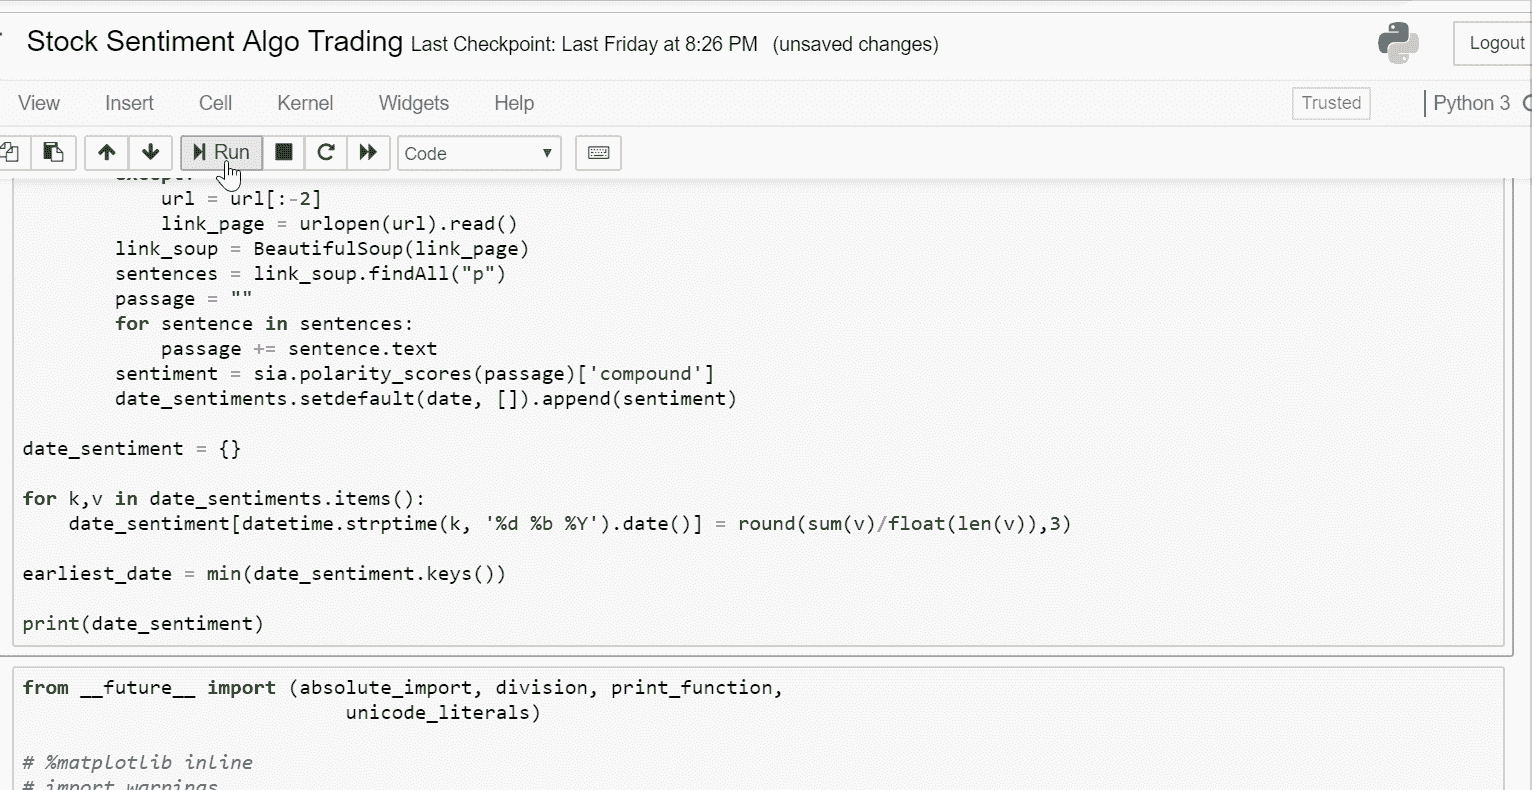 Stock Sentiment Algo Trading Last Checkpoint: Last Friday at 8:26 PM (unsaved changes)
Logout
View Insert Cell Kernel Widgets Help
Trusted
Python 3
Run
Code
except:
            url = url[:-2]
            link_page = urlopen(url).read()
        link_soup = BeautifulSoup(link_page)
        sentences = link_soup.findAll("p")
        passage = ""
        for sentence in sentences:
            passage += sentence.text
        sentiment = sia.polarity_scores(passage)['compound']
        date_sentiments.setdefault(date, []).append(sentiment)
date_sentiment = {}
for k,v in date_sentiments.items():
    date_sentiment[datetime.strptime(k, '%d %b %Y').date()] = round(sum(v)/float(len(v)),3)
earliest_date = min(date_sentiment.keys())
print(date_sentiment)
from __future__ import (absolute_import, division, print_function,
                            unicode_literals)
# %matplotlib inline
# import warnings